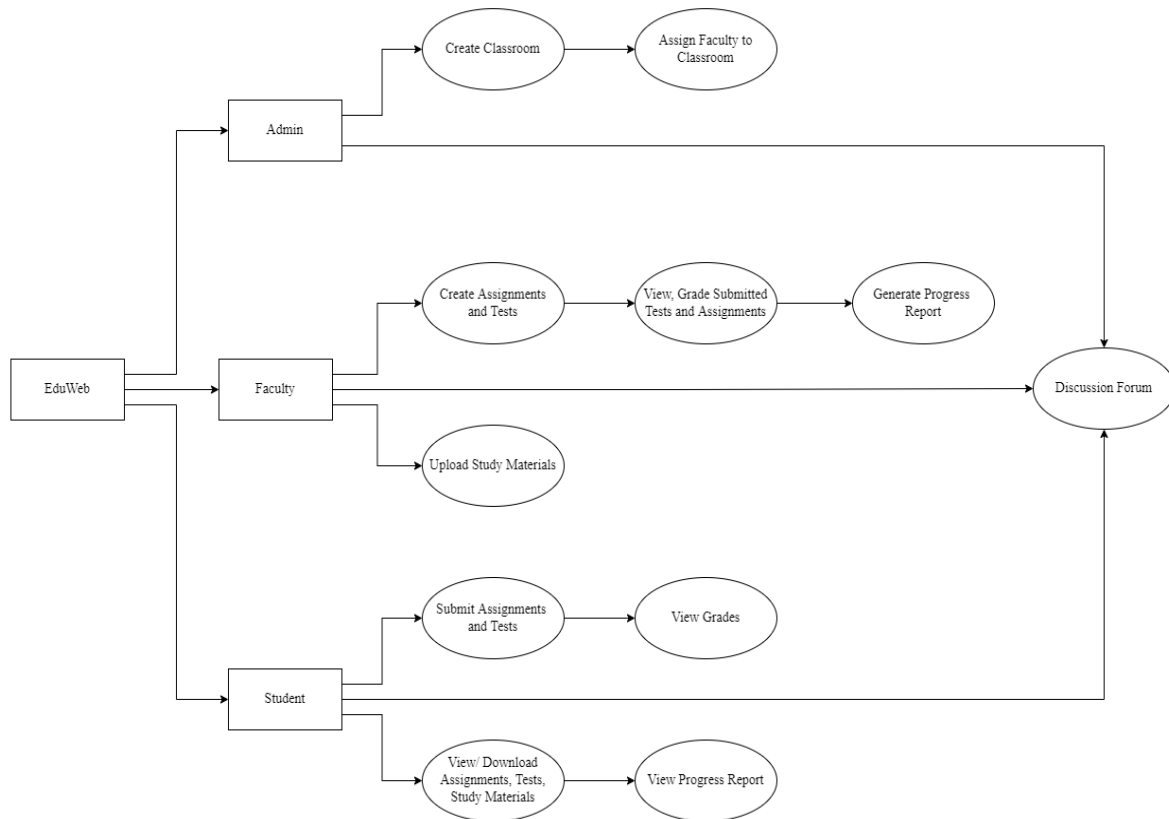 Create Classroom
Assign Faculty to
Classroom
Admin
Create Assignments
and Tests
View, Grade Submitted
Tests and Assignments
Generate Progress
Report
EduWeb
Faculty
Discussion Forum
Upload Study Materials
Submit Assignments
and Tests
View Grades
Student
View/ Download
Assignments, Tests,
Study Materials
View Progress Report